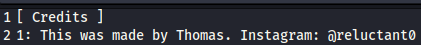 1 [ Credits ]
2 1: This was made by Thomas. Instagram: @reluctant0